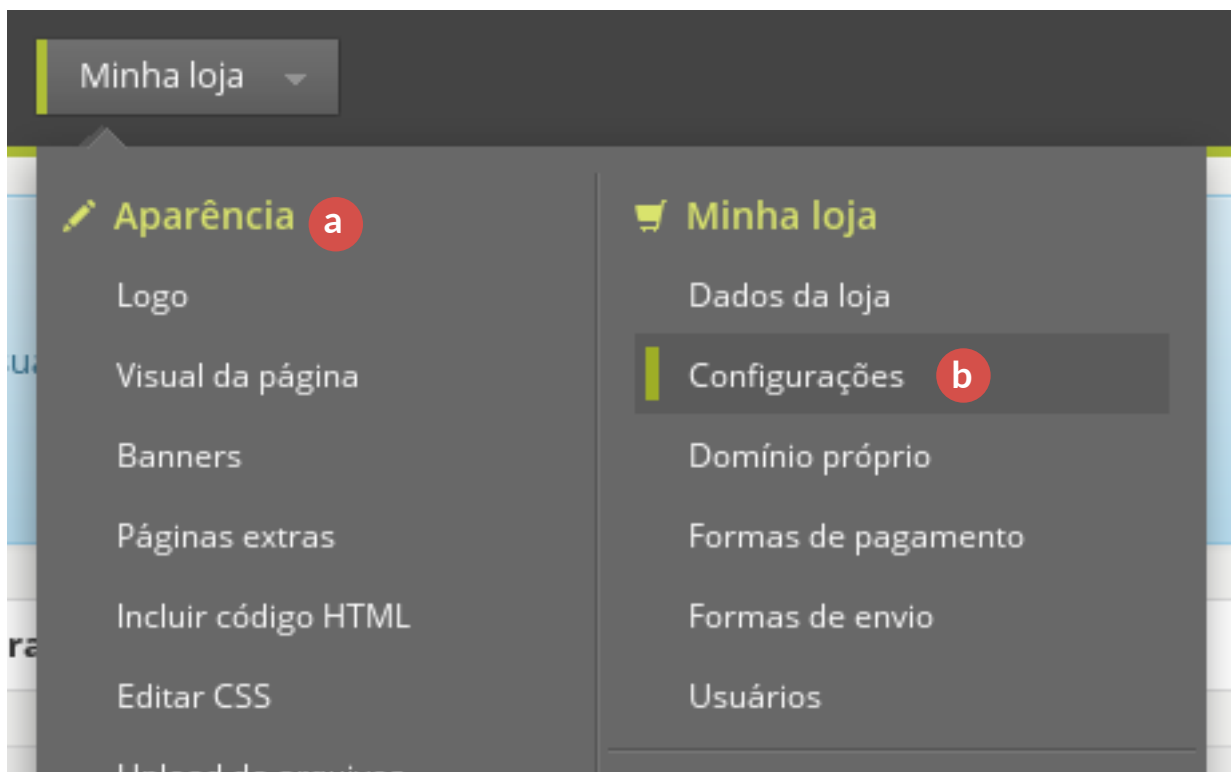 Minha loja
Aparência a
Logo
Visual da página
Banners
Páginas extras
Incluir código HTML
Editar CSS
Minha loja
Dados da loja
Configurações b
Domínio próprio
Formas de pagamento
Formas de envio
Usuários